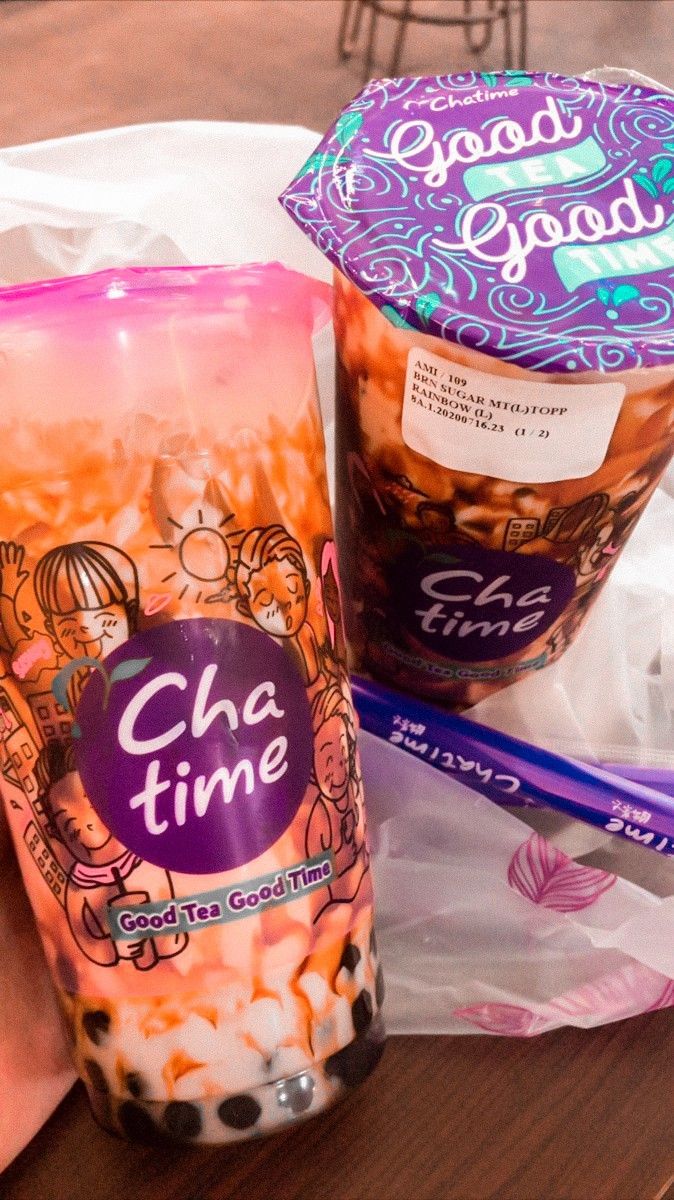 Chatime
Good
TEA
Good
TIME
AMI / 109
BRN SUGAR MT(L)TOPP
RAINBOW (L)
8A.1.20200716.23 (1 / 2)
Cha
time
Good Tea Good Time
Cha
time
Good Tea Good Time
Chatime